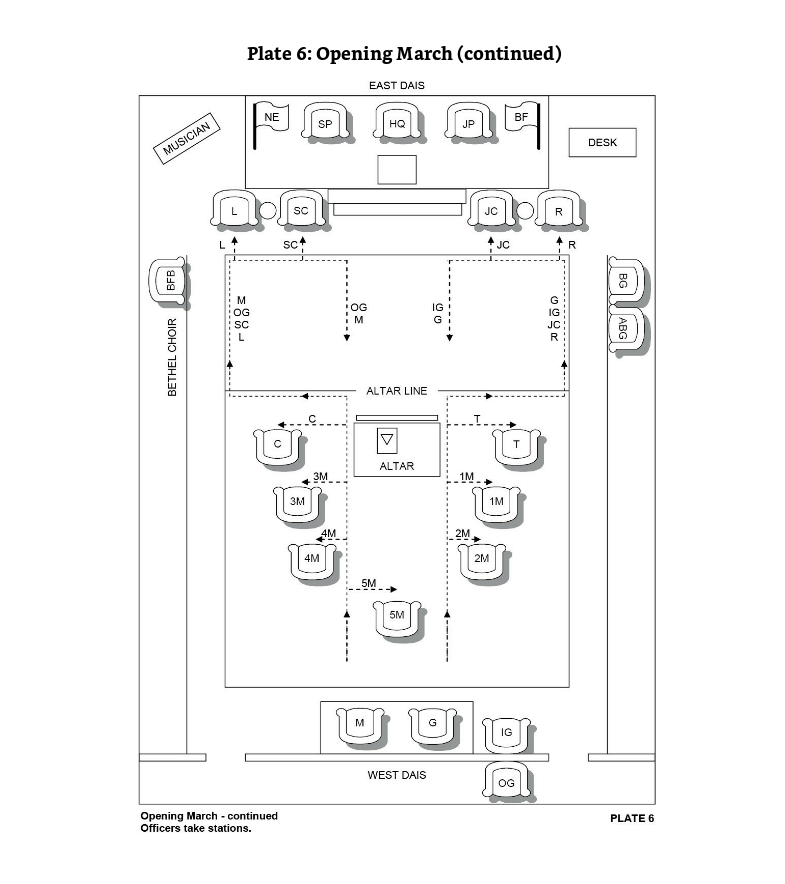 Plate 6: Opening March (continued)
EAST DAIS
MUSICIAN
NE
SP
HQ
JP
BF
DESK
L
SC
JC
R
L
SC
JC
R
BFB
BG
ABG
M
OG
SC
L
OG
M
IG
G
G
IG
JC
R
BETHEL CHOIR
ALTAR LINE
C
T
C
ALTAR
T
3M
1M
3M
1M
4M
2M
4M
2M
5M
5M
M
G
IG
WEST DAIS
OG
Opening March - continued
Officers take stations.
PLATE 6